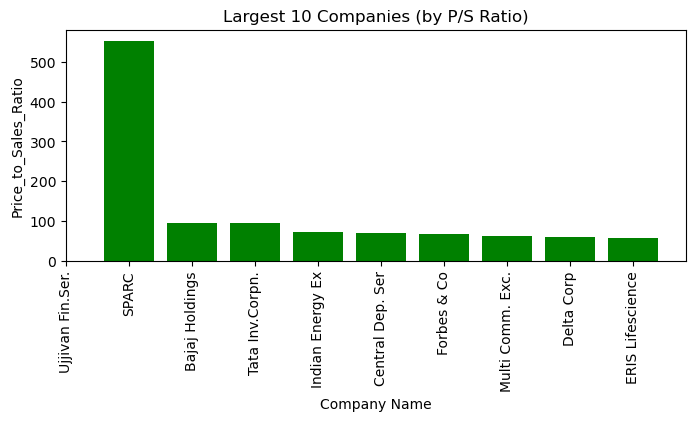 Largest 10 Companies (by P/S Ratio)
Price_to_Sales_Ratio
500
400
300
200
100
0
Ujjivan Fin.Ser.
SPARC
Bajaj Holdings
Tata Inv.Corpn.
Indian Energy Ex
Central Dep. Ser
Forbes & Co
Multi Comm. Exc.
Delta Corp
ERIS Lifescience
Company Name